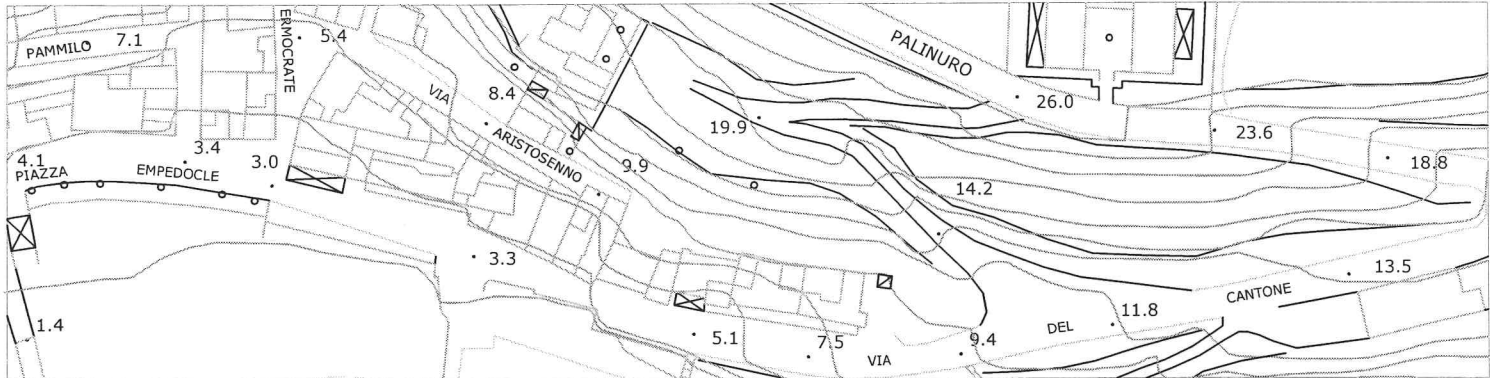 PAMMILO
7.1
ERMOCRATE
5.4
VIA
8.4
ARISTOSSENO
9.9
19.9
PALINURO
26.0
23.6
18.8
14.2
4.1
PIAZZA
3.4
EMPEDOCLE
3.0
3.3
13.5
CANTONE
1.4
5.1
7.5
VIA
9.4
DEL
11.8